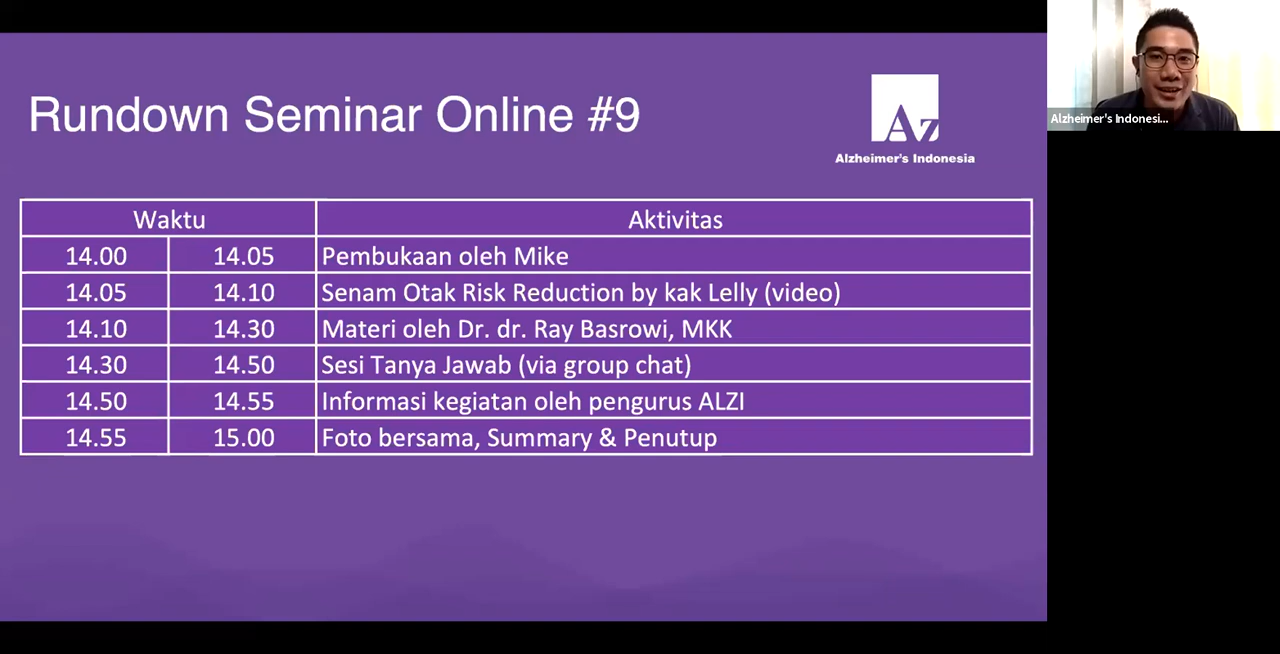 Rundown Seminar Online #9
Az
Alzheimer's Indonesia
Alzheimer's Indonesi...
Waktu Aktivitas
14.00 14.05 Pembukaan oleh Mike
14.05 14.10 Senam Otak Risk Reduction by kak Lelly (video)
14.10 14.30 Materi oleh Dr. dr. Ray Basrowi, MKK
14.30 14.50 Sesi Tanya Jawab (via group chat)
14.50 14.55 Informasi kegiatan oleh pengurus ALZI
14.55 15.00 Foto bersama, Summary & Penutup